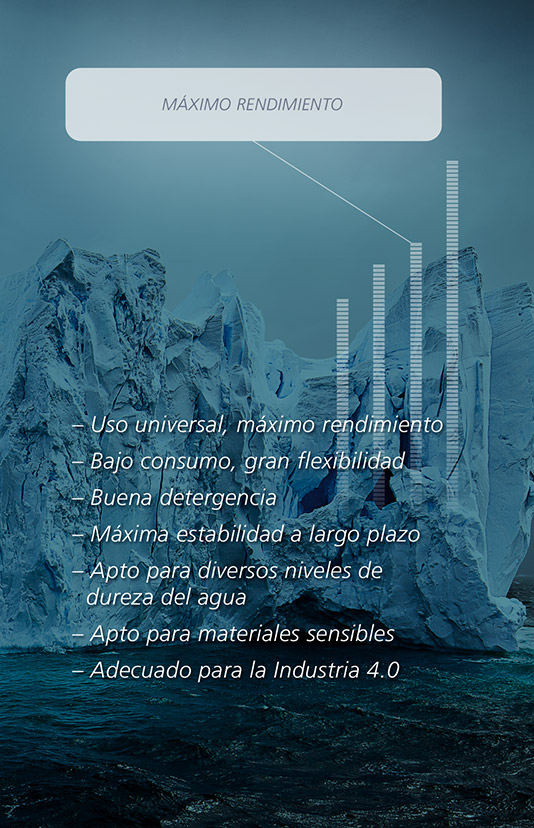 MÁXIMO RENDIMIENTO
– Uso universal, máximo rendimiento
– Bajo consumo, gran flexibilidad
– Buena detergencia
– Máxima estabilidad a largo plazo
– Apto para diversos niveles de
dureza del agua
– Apto para materiales sensibles
– Adecuado para la Industria 4.0